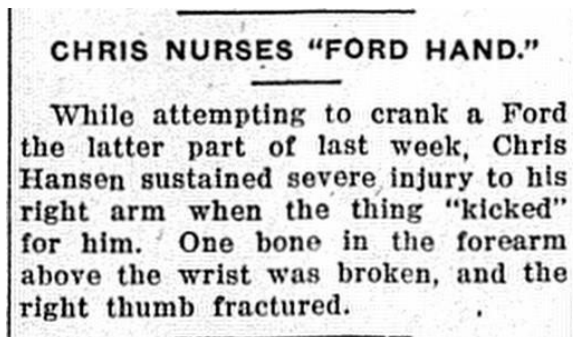 CHRIS NURSES "FORD HAND."
While attempting to crank a Ford
the latter part of last week, Chris
Hansen sustained severe injury to his
right arm when the thing "kicked"
for him. One bone in the forearm
above the wrist was broken, and the
right thumb fractured.